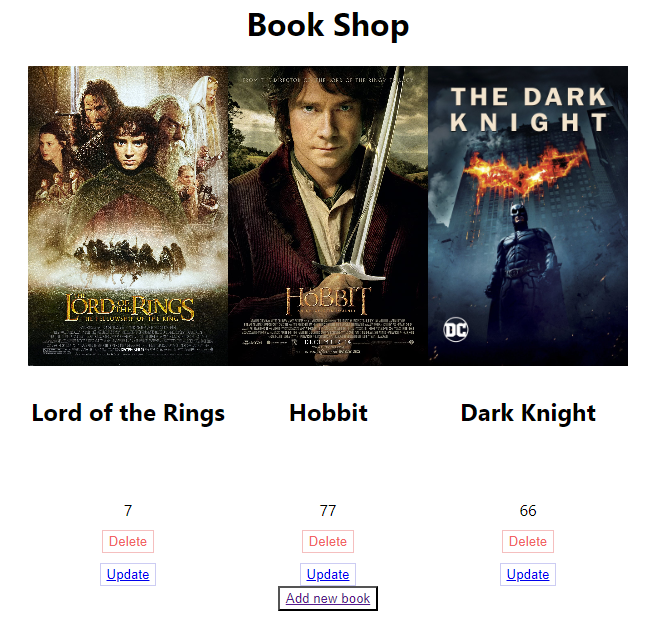 Book Shop
FROM THE DIRECTOR OF THE LORD OF THE RINGS TRILOGY
THE DARK
KNIGHT
THE
LORD OF THE RINGS
THE FELLOWSHIP OF THE RING
THE
HOBBIT
DECEMBER 14
DC
Lord of the Rings
Hobbit
Dark Knight
7
77
66
Delete
Delete
Delete
Update
Update
Update
Add new book